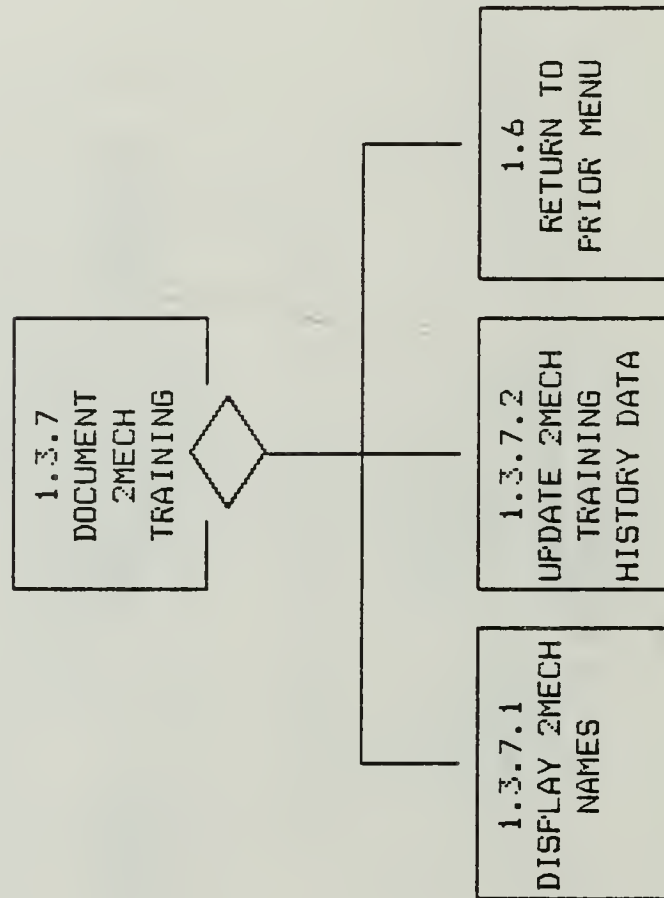 1.3.7
DOCUMENT
2MECH
TRAINING
1.3.7.1
DISPLAY 2MECH
NAMES
1.3.7.2
UPDATE 2MECH
TRAINING
HISTORY DATA
1.6
RETURN TO
PRIOR MENU